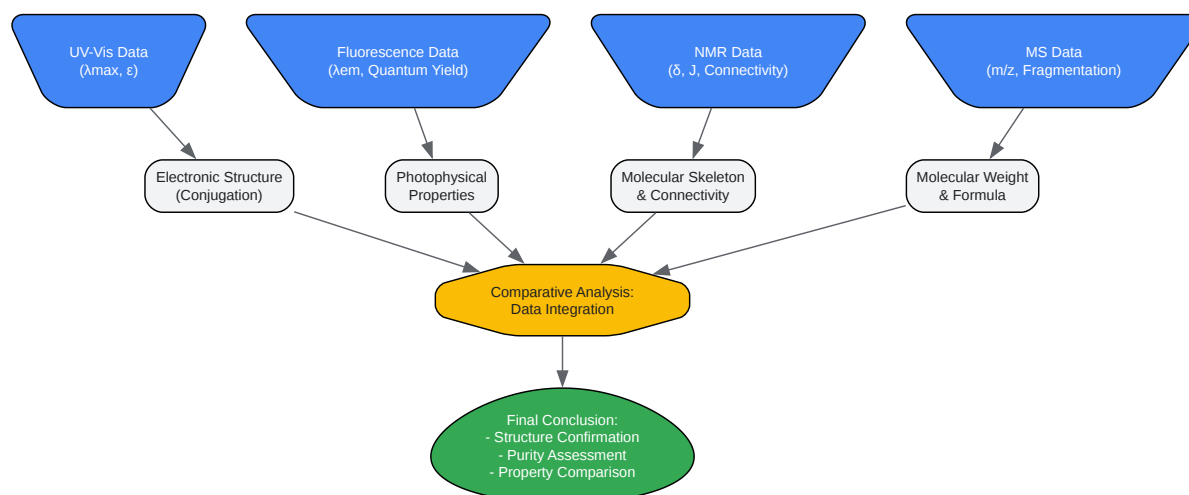 UV-Vis Data
(λmax, ε)
Fluorescence Data
(λem, Quantum Yield)
NMR Data
(δ, J, Connectivity)
MS Data
(m/z, Fragmentation)
Electronic Structure
(Conjugation)
Photophysical
Properties
Molecular Skeleton
& Connectivity
Molecular Weight
& Formula
Comparative Analysis:
Data Integration
Final Conclusion:
- Structure Confirmation
- Purity Assessment
- Property Comparison